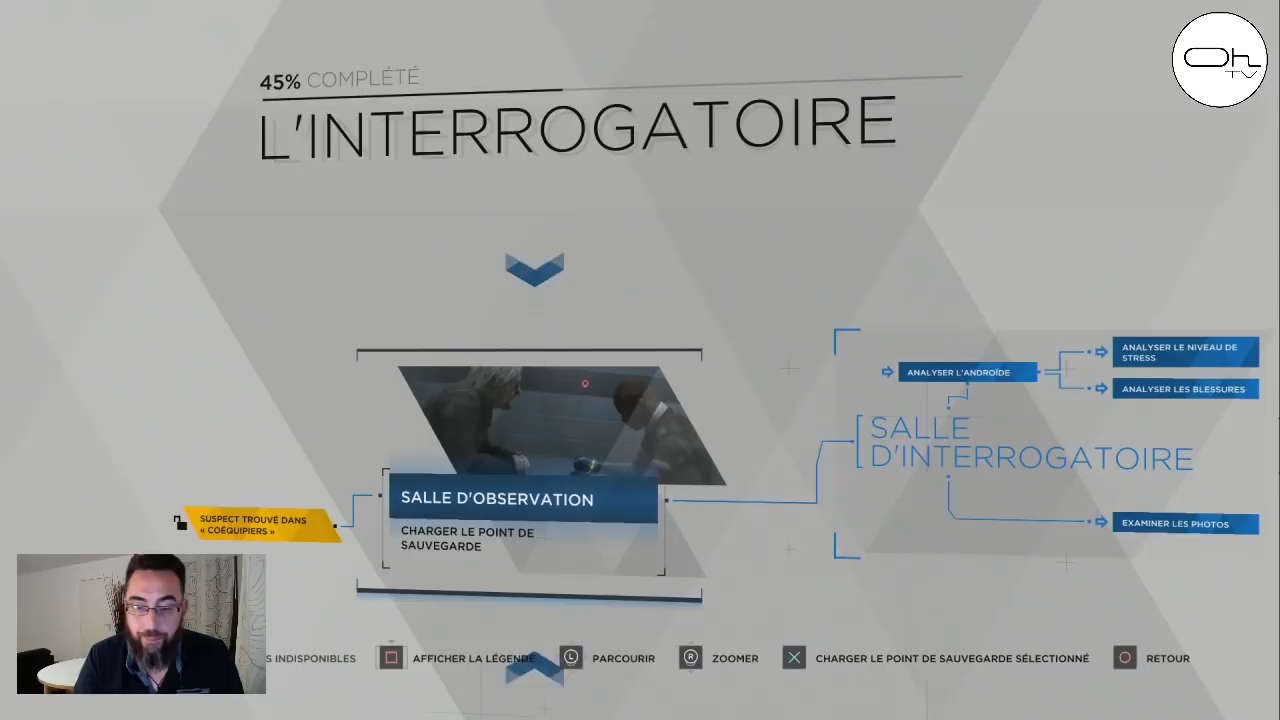 Oh
TV
45% COMPLÉTÉ
L'INTERROGATOIRE
ANALYSER LE NIVEAU DE
STRESS
ANALYSER L'ANDROÏDE
ANALYSER LES BLESSURES
SALLE
D'INTERROGATOIRE
SALLE D'OBSERVATION
CHARGER LE POINT DE
SAUVEGARDE
SUSPECT TROUVÉ DANS
« COÉQUIPIERS »
EXAMINER LES PHOTOS
S INDISPONIBLES
AFFICHER LA LÉGENDE
L
PARCOURIR
R
ZOOMER
CHARGER LE POINT DE SAUVEGARDE SÉLECTIONNÉ
RETOUR